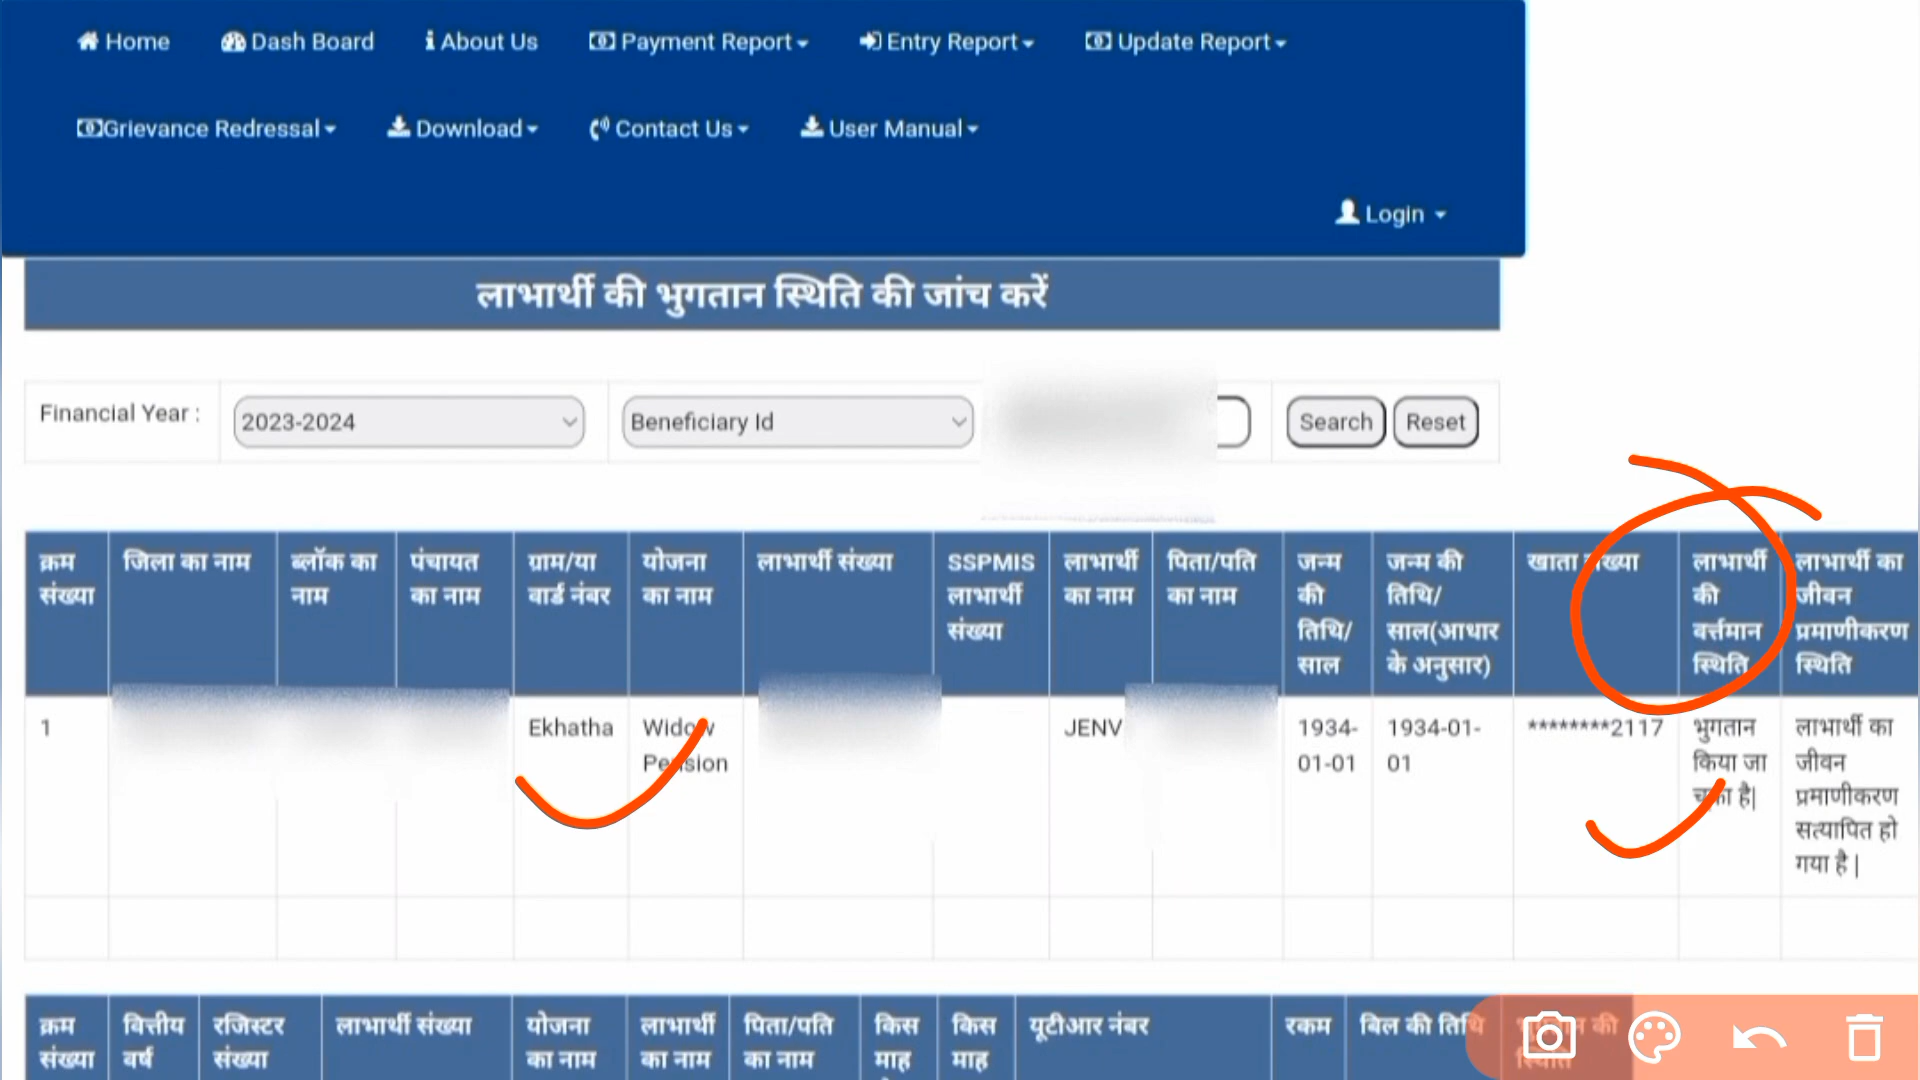 Home Dash Board About Us Payment Report Entry Report Update Report
Grievance Redressal Download Contact Us User Manual
Login
लाभार्थी की भुगतान स्थिति की जांच करें
Financial Year : 2023-2024 Beneficiary Id Search Reset
क्रम जिला का नाम ब्लॉक का पंचायत ग्राम/या योजना लाभार्थी संख्या SSPMIS लाभार्थी पिता/पति जन्म जन्म की खाता लाभार्थी लाभार्थी का
संख्या नाम का नाम वार्ड नंबर का नाम लाभार्थी का नाम का नाम की तिथि/ की जीवन
संख्या तिथि/ साल(आधार वर्त्तमान प्रमाणीकरण
साल के अनुसार) स्थिति स्थिति
1 Ekhatha Widow JENV 1934- 1934-01- ********2117 भुगतान लाभार्थी का
Pension 01-01 01 किया जा जीवन
चुका है| प्रमाणीकरण
सत्यापित हो
गया है |
क्रम वित्तीय रजिस्टर लाभार्थी संख्या योजना लाभार्थी पिता/पति किस किस यूटीआर नंबर रकम बिल की तिथि
संख्या वर्ष संख्या का नाम का नाम का नाम माह माह